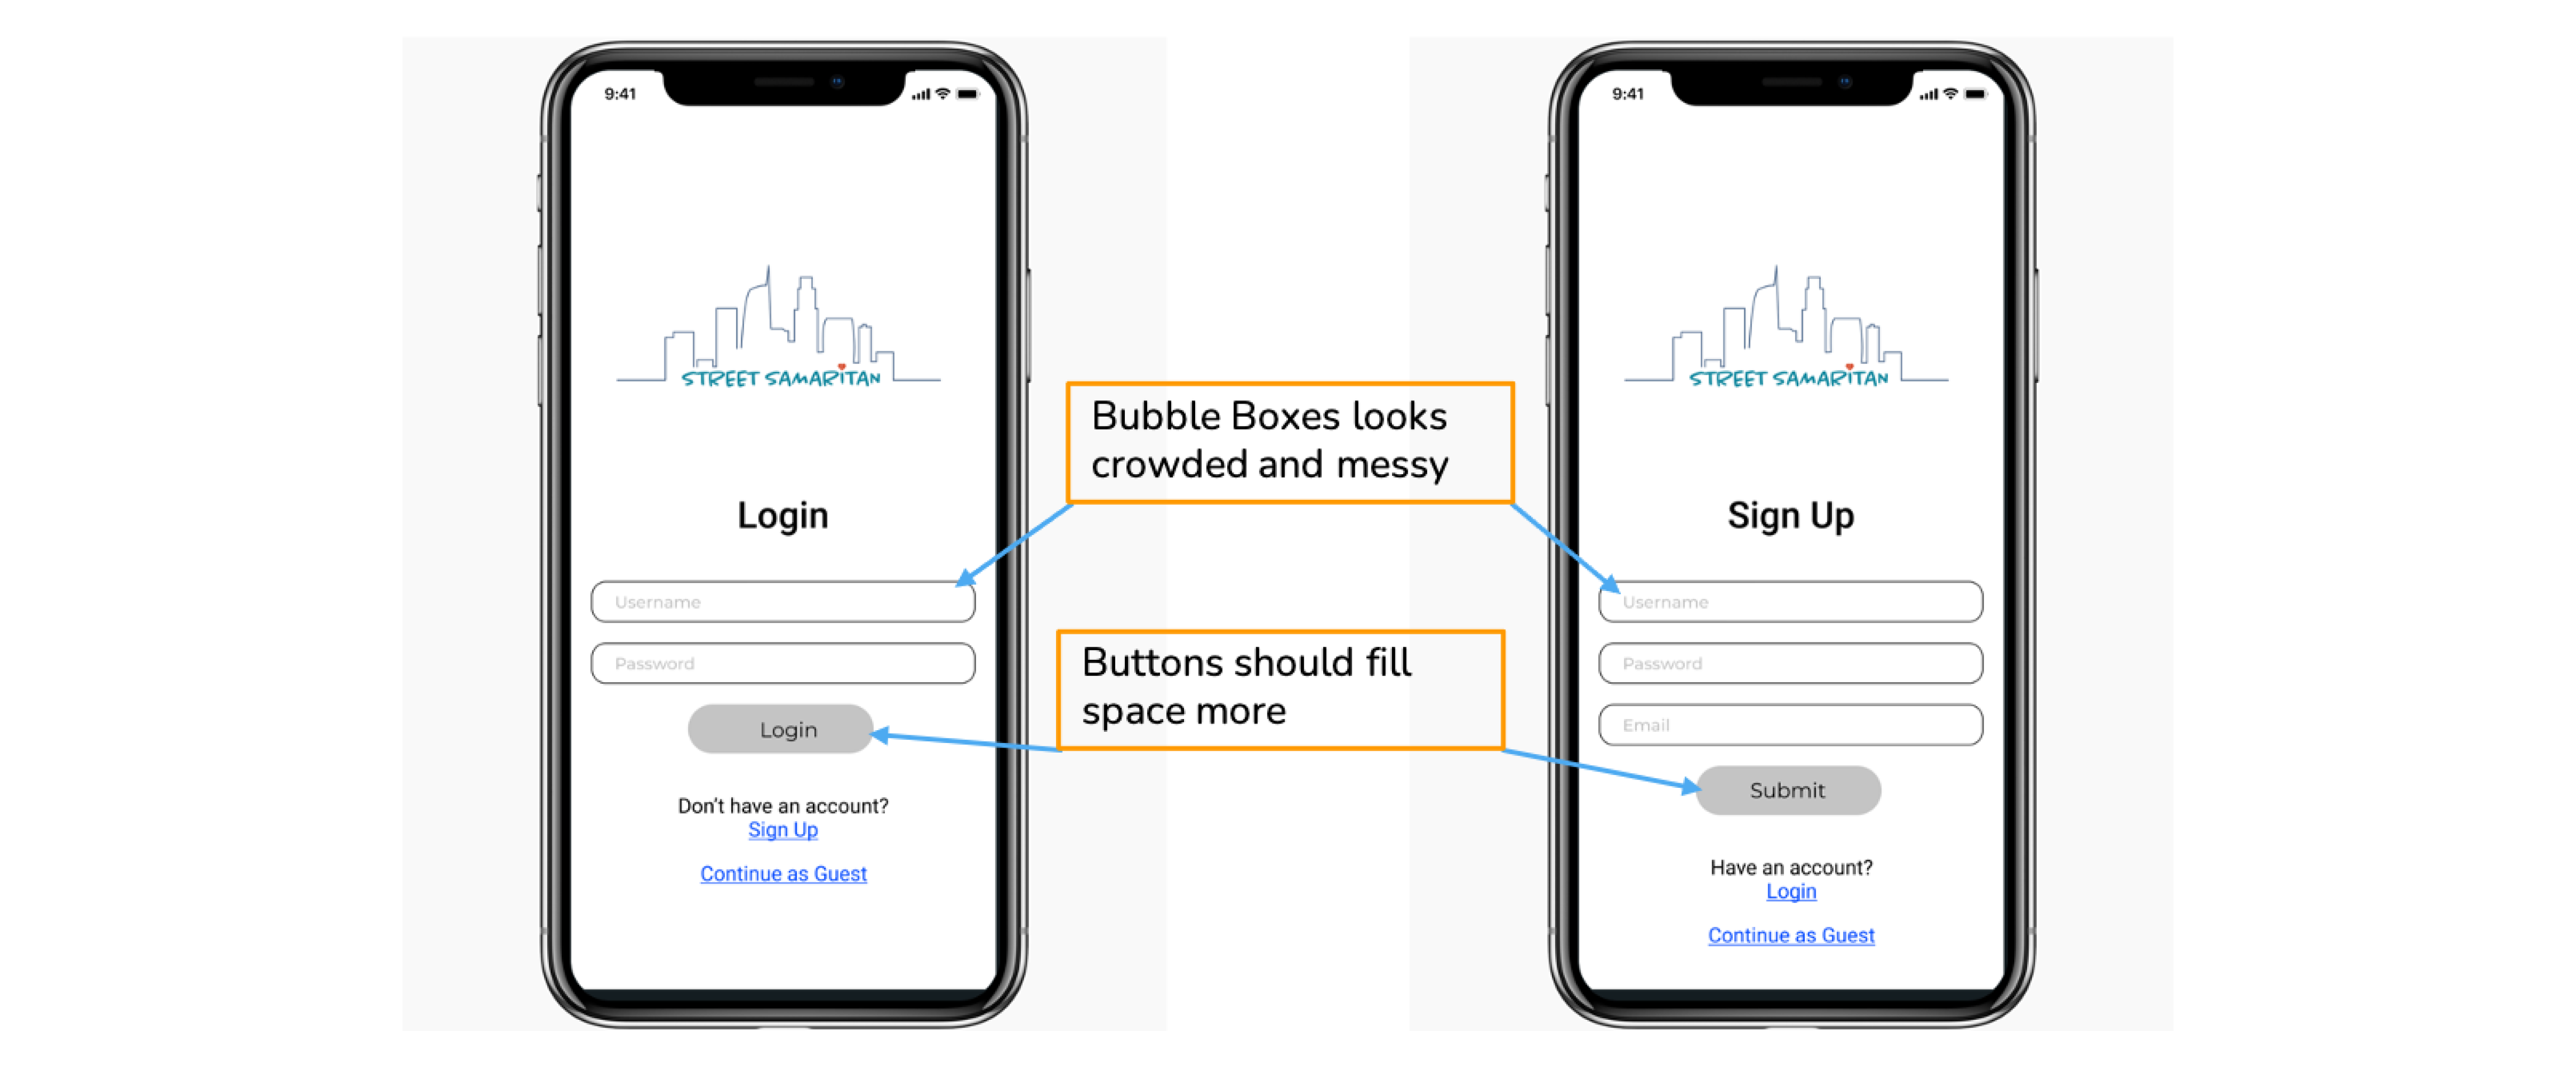 9:41
STREET SAMARITAN
Login
Username
Password
Login
Don't have an account?
Sign Up
Continue as Guest
Bubble Boxes looks
crowded and messy
Buttons should fill
space more
9:41
STREET SAMARITAN
Sign Up
Username
Password
Email
Submit
Have an account?
Login
Continue as Guest